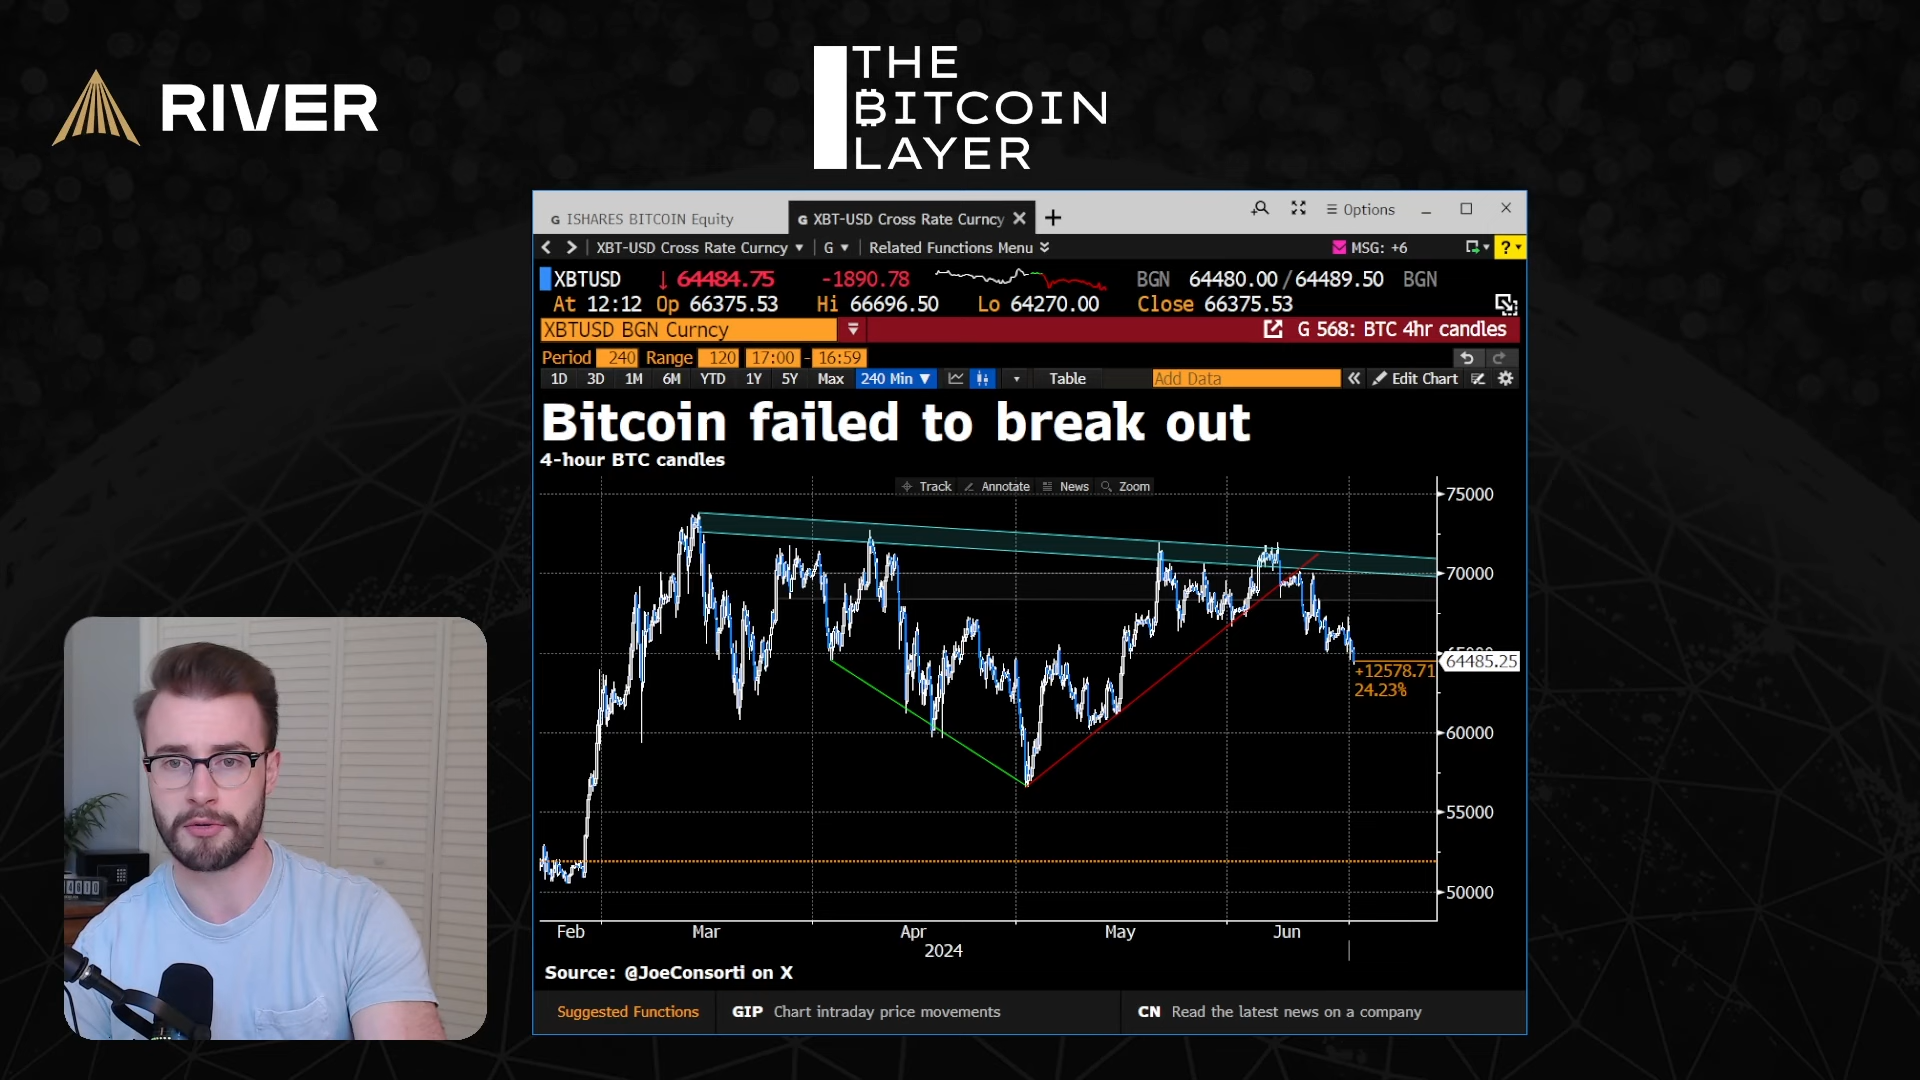 RIVER
THE
BITCOIN
LAYER
G ISHARES BITCOIN Equity
G XBT-USD Cross Rate Curncy
Options
XBT-USD Cross Rate Curncy
G
Related Functions Menu
MSG: +6
?
XBTUSD 64484.75 -1890.78 BGN 64480.00/64489.50 BGN
At 12:12 Op 66375.53 Hi 66696.50 Lo 64270.00 Close 66375.53
XBTUSD BGN Curncy
G 568: BTC 4hr candles
Period 240 Range 120 17:00 - 16:59
1D 3D 1M 6M YTD 1Y 5Y Max 240 Min Table Add Data Edit Chart
Bitcoin failed to break out
4-hour BTC candles
Track Annotate News Zoom
75000
70000
64485.25
+12578.71
24.23%
60000
55000
50000
Feb Mar Apr May Jun
2024
Source: @JoeConsorti on X
Suggested Functions GIP Chart intraday price movements CN Read the latest news on a company